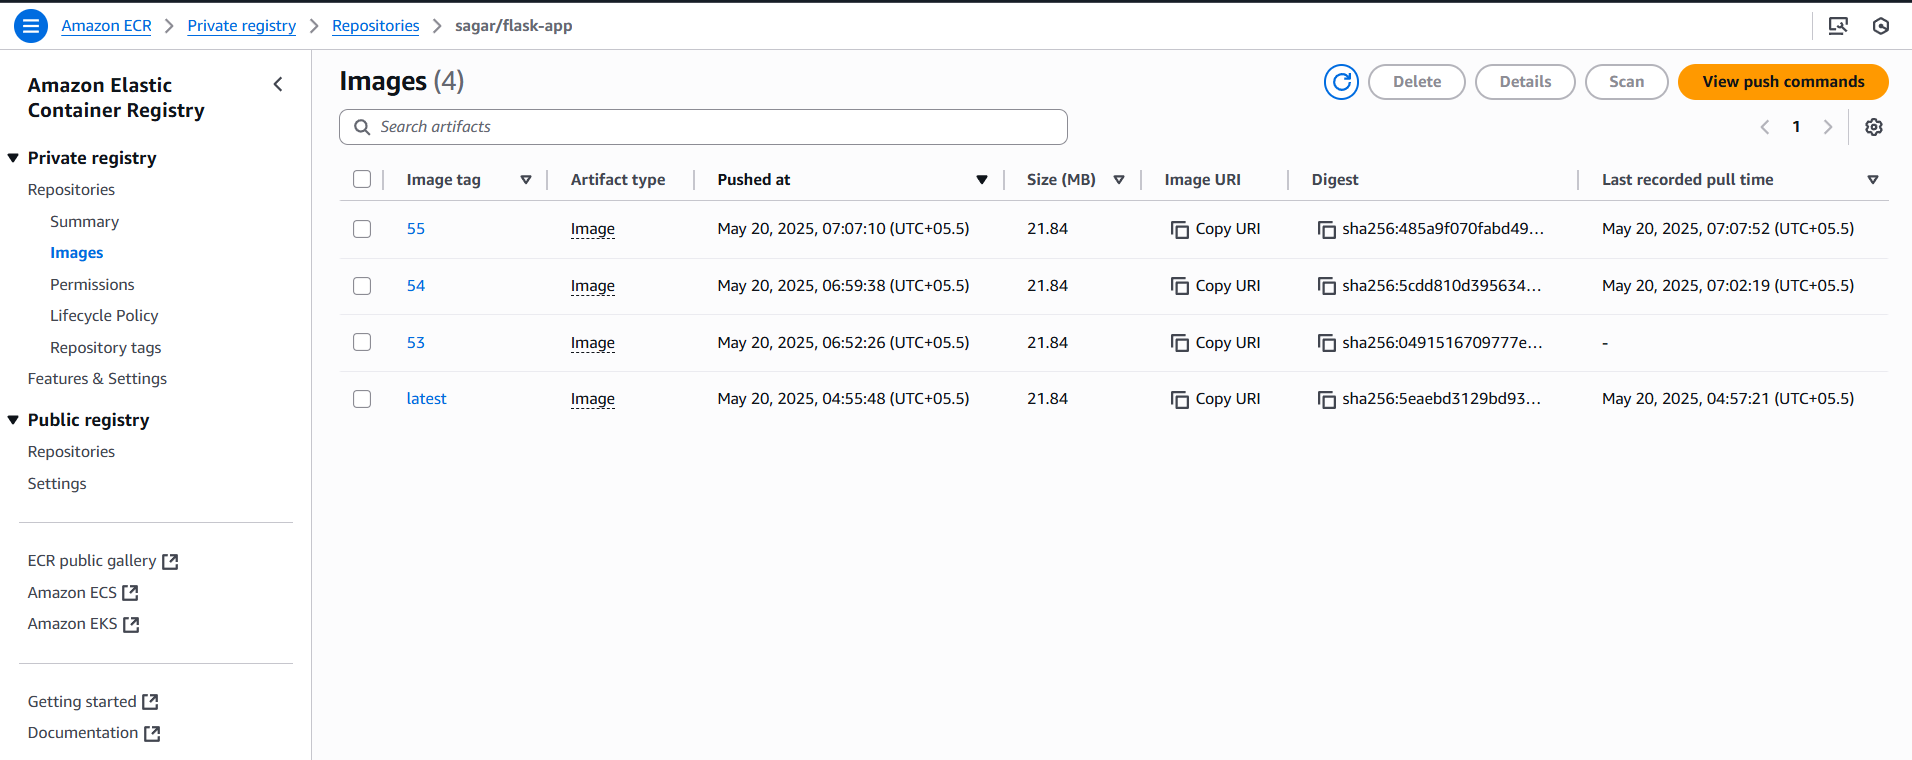 Amazon ECR > Private registry > Repositories > sagar/flask-app
Amazon Elastic
Container Registry
Private registry
Repositories
Summary
Images
Permissions
Lifecycle Policy
Repository tags
Features & Settings
Public registry
Repositories
Settings
ECR public gallery
Amazon ECS
Amazon EKS
Getting started
Documentation
Images (4)
Delete Details Scan View push commands
Search artifacts
1
Image tag Artifact type Pushed at Size (MB) Image URI Digest Last recorded pull time
55 Image May 20, 2025, 07:07:10 (UTC+05.5) 21.84 Copy URI sha256:485a9f070fabd49... May 20, 2025, 07:07:52 (UTC+05.5)
54 Image May 20, 2025, 06:59:38 (UTC+05.5) 21.84 Copy URI sha256:5cdd810d395634... May 20, 2025, 07:02:19 (UTC+05.5)
53 Image May 20, 2025, 06:52:26 (UTC+05.5) 21.84 Copy URI sha256:0491516709777e... -
latest Image May 20, 2025, 04:55:48 (UTC+05.5) 21.84 Copy URI sha256:5eaebd3129bd93... May 20, 2025, 04:57:21 (UTC+05.5)